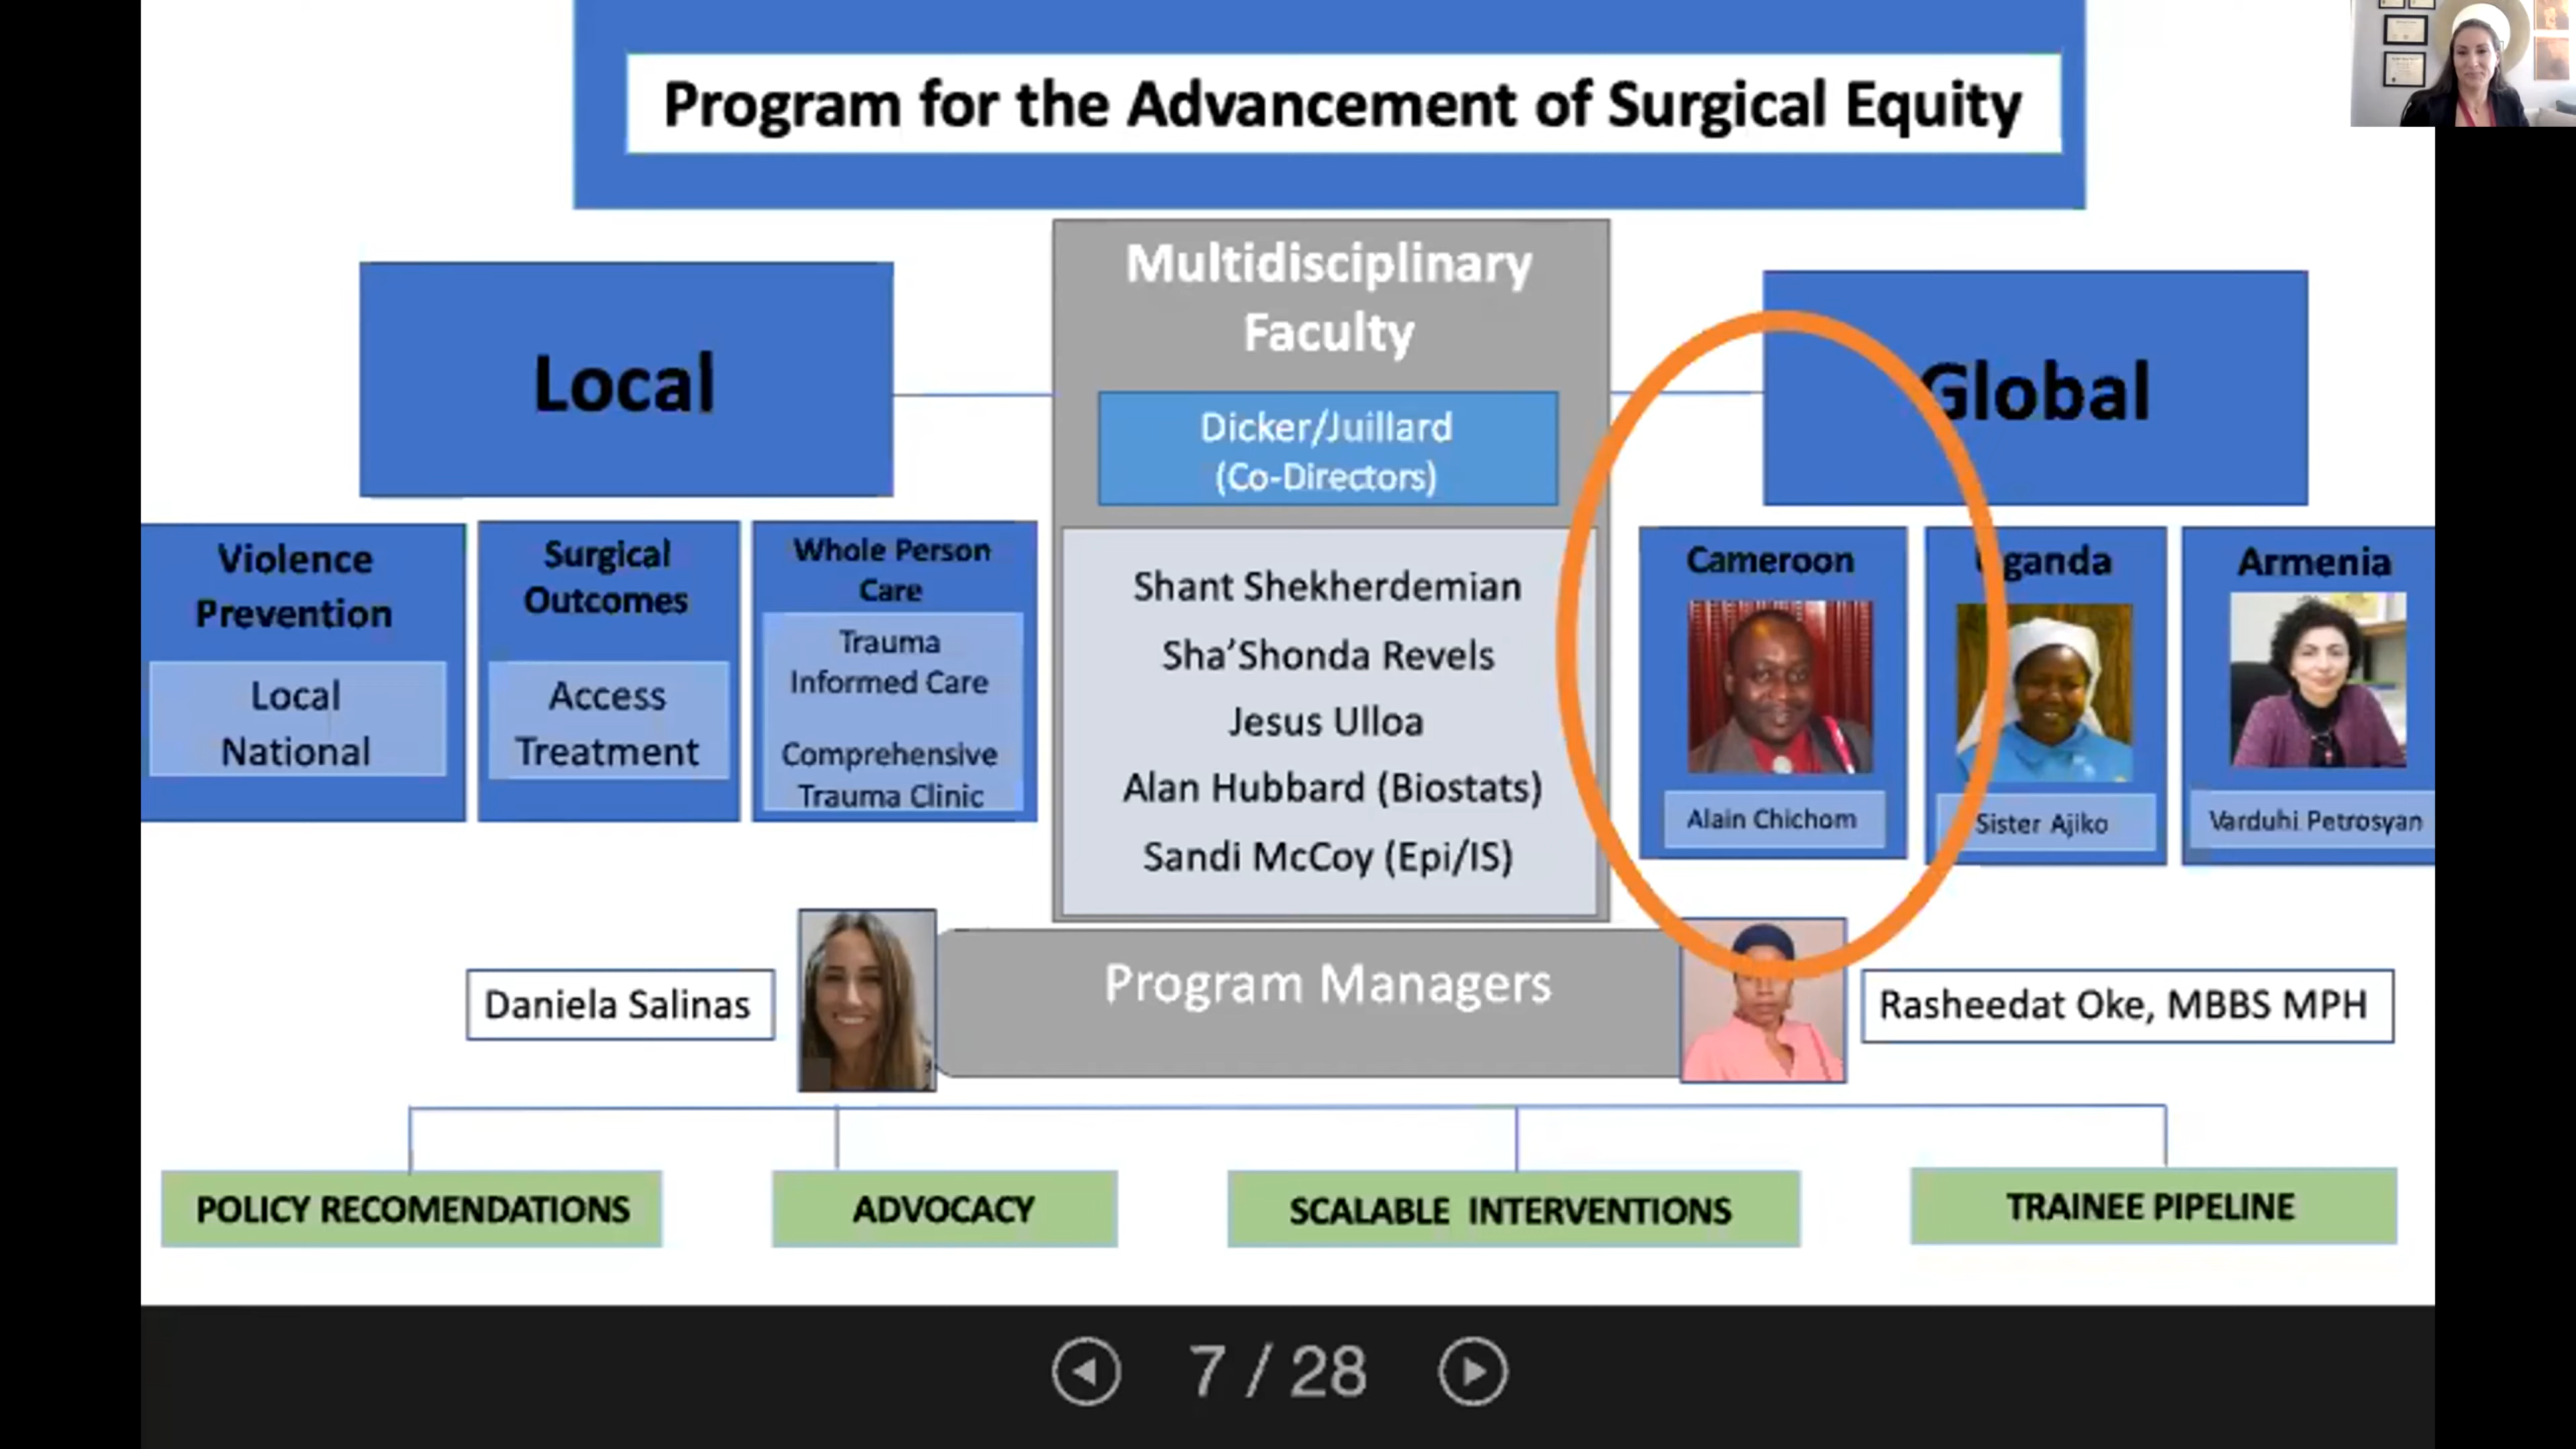 Program for the Advancement of Surgical Equity
Multidisciplinary
Faculty
Dicker/Juillard
(Co-Directors)
Shant Shekherdemian
Sha'Shonda Revels
Jesus Ulloa
Alan Hubbard (Biostats)
Sandi McCoy (Epi/IS)
Local
Violence
Prevention
Local
National
Surgical
Outcomes
Access
Treatment
Whole Person
Care
Trauma
Informed Care
Comprehensive
Trauma Clinic
Global
Cameroon
Alain Chichom
Uganda
Sister Ajiko
Armenia
Varduhi Petrosyan
Daniela Salinas
Program Managers
Rasheedat Oke, MBBS MPH
POLICY RECOMENDATIONS
ADVOCACY
SCALABLE INTERVENTIONS
TRAINEE PIPELINE
7 / 28